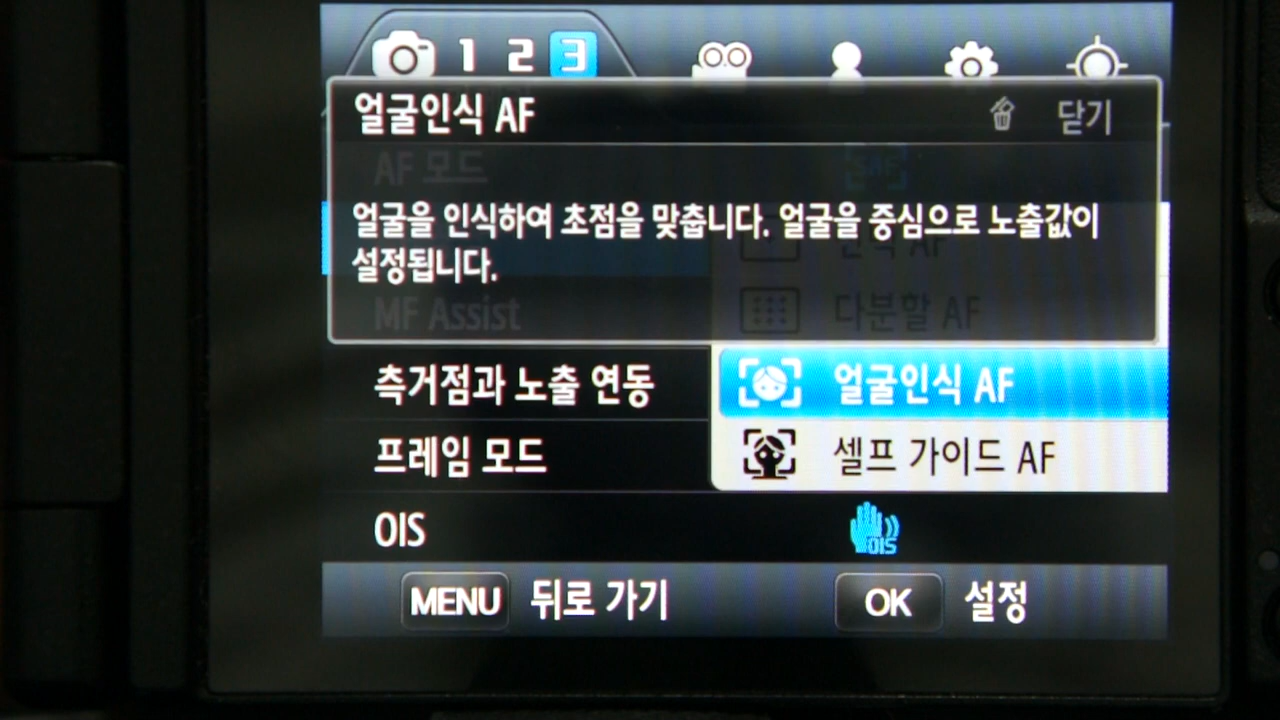 1 2 3
얼굴인식 AF 닫기
AF 모드
얼굴을 인식하여 초점을 맞춥니다. 얼굴을 중심으로 노출값이
설정됩니다.
MF Assist 다분할 AF
측거점과 노출 연동 얼굴인식 AF
프레임 모드 셀프 가이드 AF
OIS OIS
MENU 뒤로 가기 OK 설정